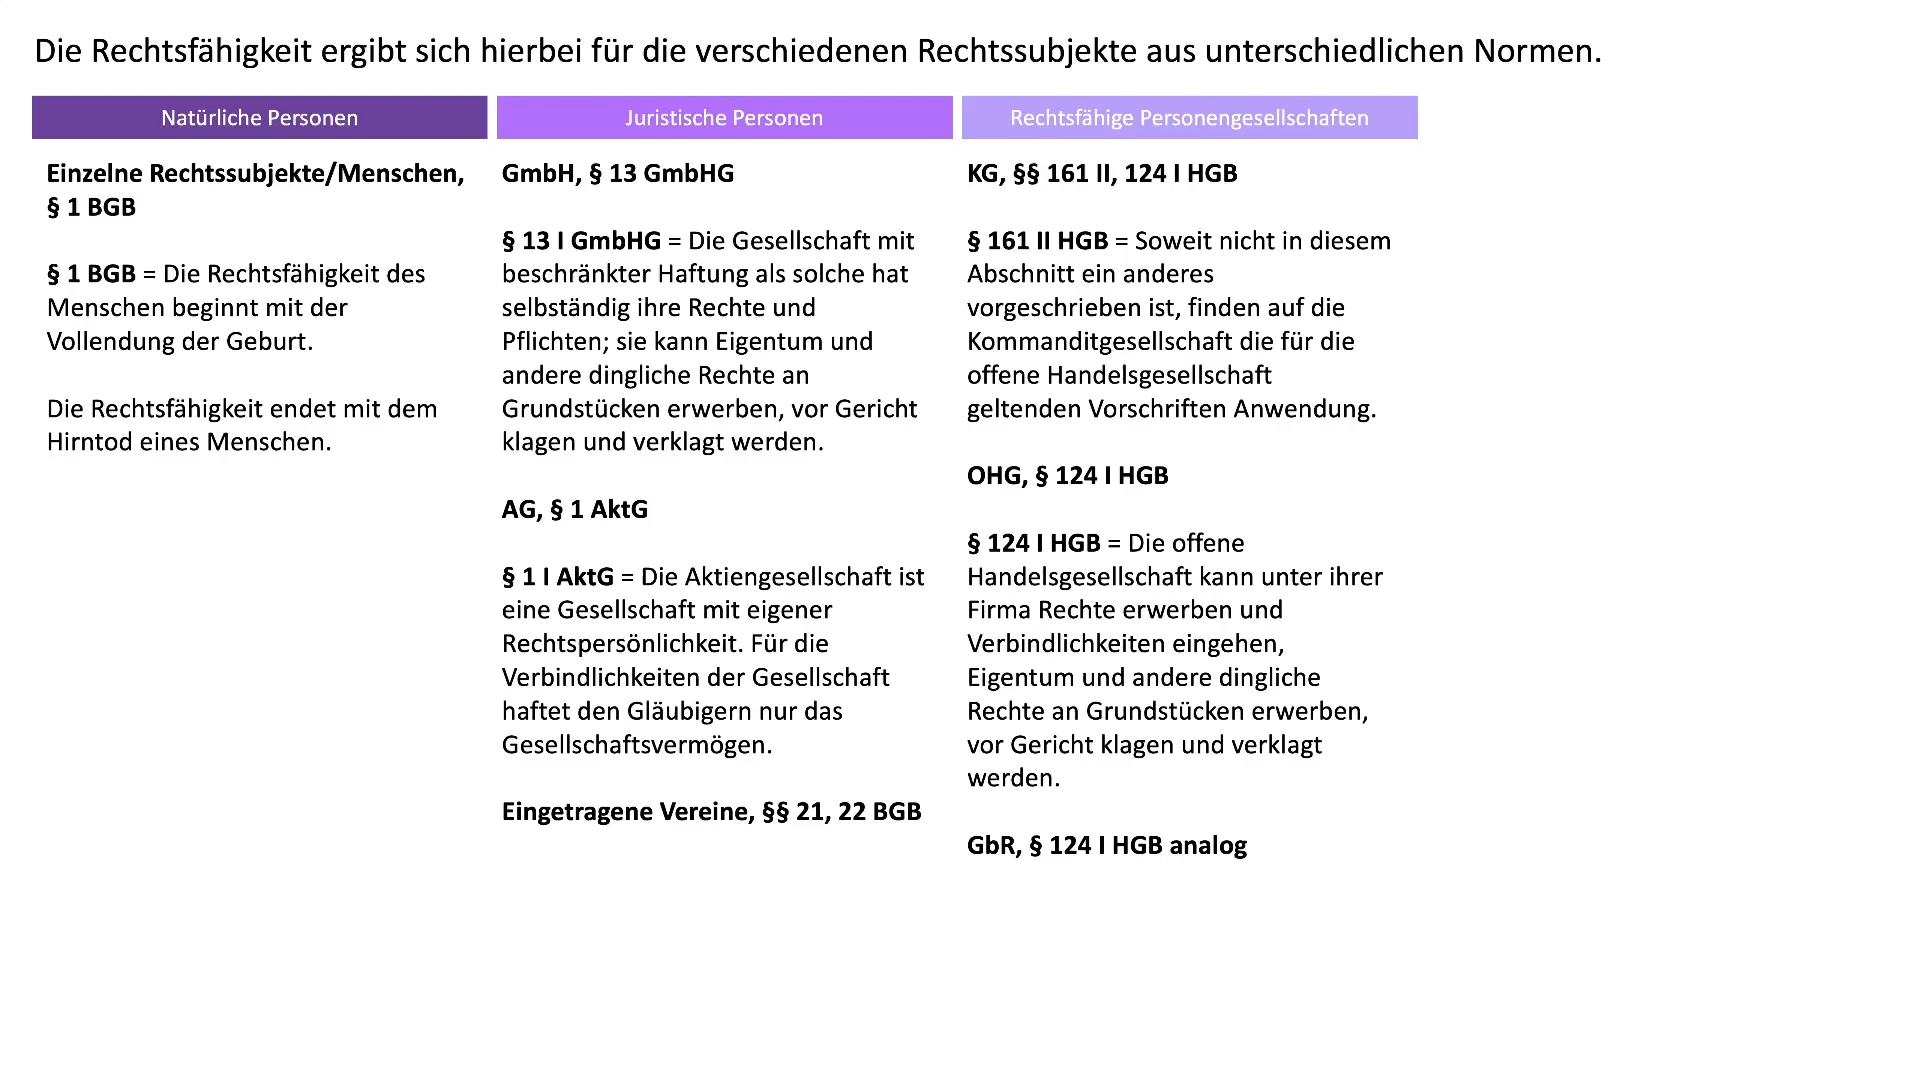 Die Rechtsfähigkeit ergibt sich hierbei für die verschiedenen Rechtssubjekte aus unterschiedlichen Normen.
Natürliche Personen
Einzelne Rechtssubjekte/Menschen,
§ 1 BGB
§ 1 BGB = Die Rechtsfähigkeit des
Menschen beginnt mit der
Vollendung der Geburt.
Die Rechtsfähigkeit endet mit dem
Hirntod eines Menschen.
Juristische Personen
GmbH, § 13 GmbHG
§ 13 I GmbHG = Die Gesellschaft mit
beschränkter Haftung als solche hat
selbständig ihre Rechte und
Pflichten; sie kann Eigentum und
andere dingliche Rechte an
Grundstücken erwerben, vor Gericht
klagen und verklagt werden.
AG, § 1 AktG
§ 1 I AktG = Die Aktiengesellschaft ist
eine Gesellschaft mit eigener
Rechtspersönlichkeit. Für die
Verbindlichkeiten der Gesellschaft
haftet den Gläubigern nur das
Gesellschaftsvermögen.
Eingetragene Vereine, §§ 21, 22 BGB
Rechtsfähige Personengesellschaften
KG, §§ 161 II, 124 I HGB
§ 161 II HGB = Soweit nicht in diesem
Abschnitt ein anderes
vorgeschrieben ist, finden auf die
Kommanditgesellschaft die für die
offene Handelsgesellschaft
geltenden Vorschriften Anwendung.
OHG, § 124 I HGB
§ 124 I HGB = Die offene
Handelsgesellschaft kann unter ihrer
Firma Rechte erwerben und
Verbindlichkeiten eingehen,
Eigentum und andere dingliche
Rechte an Grundstücken erwerben,
vor Gericht klagen und verklagt
werden.
GbR, § 124 I HGB analog